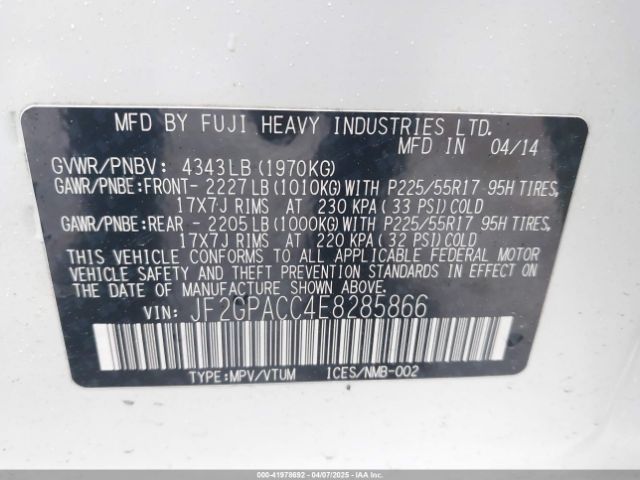 MFD BY FUJI HEAVY INDUSTRIES LTD.
MFD IN 04/14
GVWR/PNBV: 4343LB (1970KG)
GAWR/PNBE:FRONT- 2227LB (1010KG) WITH P225/55R17 95H TIRES,
17X7J RIMS AT 230 KPA (33 PSI) COLD
GAWR/PNBE:REAR - 2205LB (1000KG) WITH P225/55R17 95H TIRES,
17X7J RIMS AT 220 KPA (32 PSI) COLD
THIS VEHICLE CONFORMS TO ALL APPLICABLE FEDERAL MOTOR
VEHICLE SAFETY AND THEFT PREVENTION STANDARDS IN EFFECT
ON THE DATE OF MANUFACTURE SHOWN ABOVE.
VIN: JF2GPACC4E8285866
TYPE:MPV/VTUM ICES/NMB-002
000-41978692 - 04/07/2025 - IAAI.COM